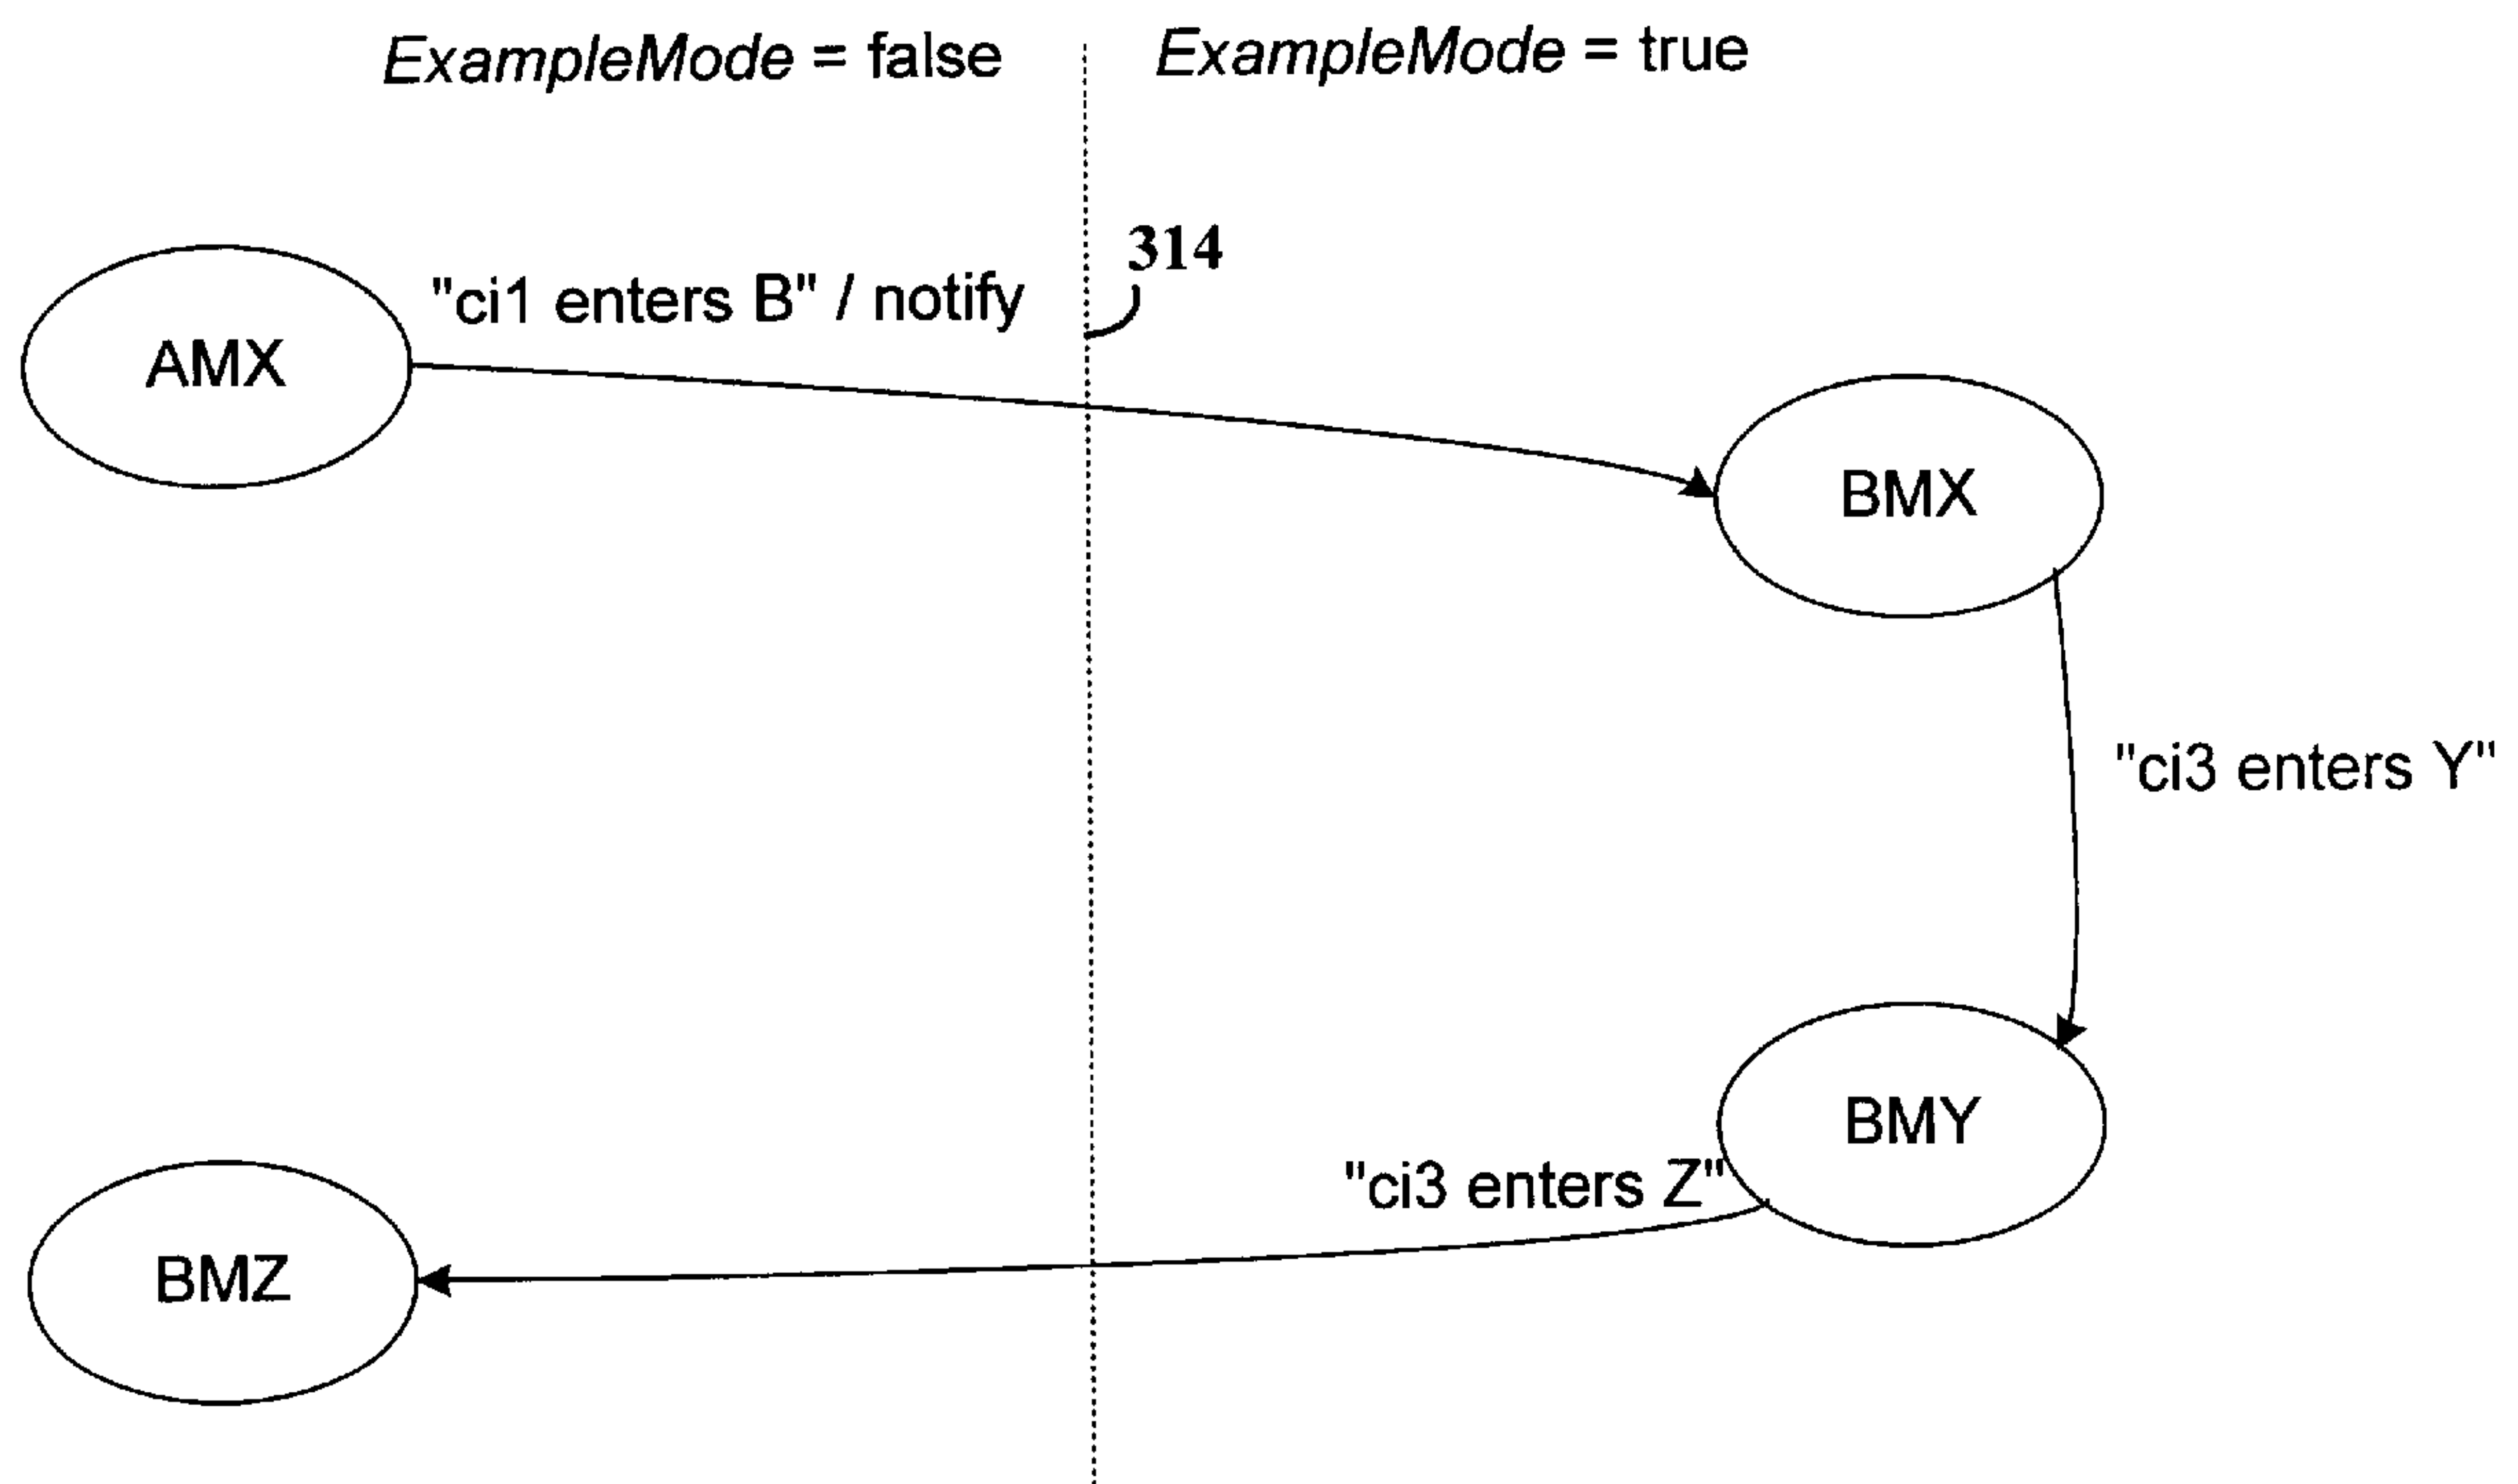 ExampleMode = false
ExampleMode = true
314
"ci1 enters B" / notify
AMX
BMX
"ci3 enters Y"
BMY
"ci3 enters Z"
BMZ